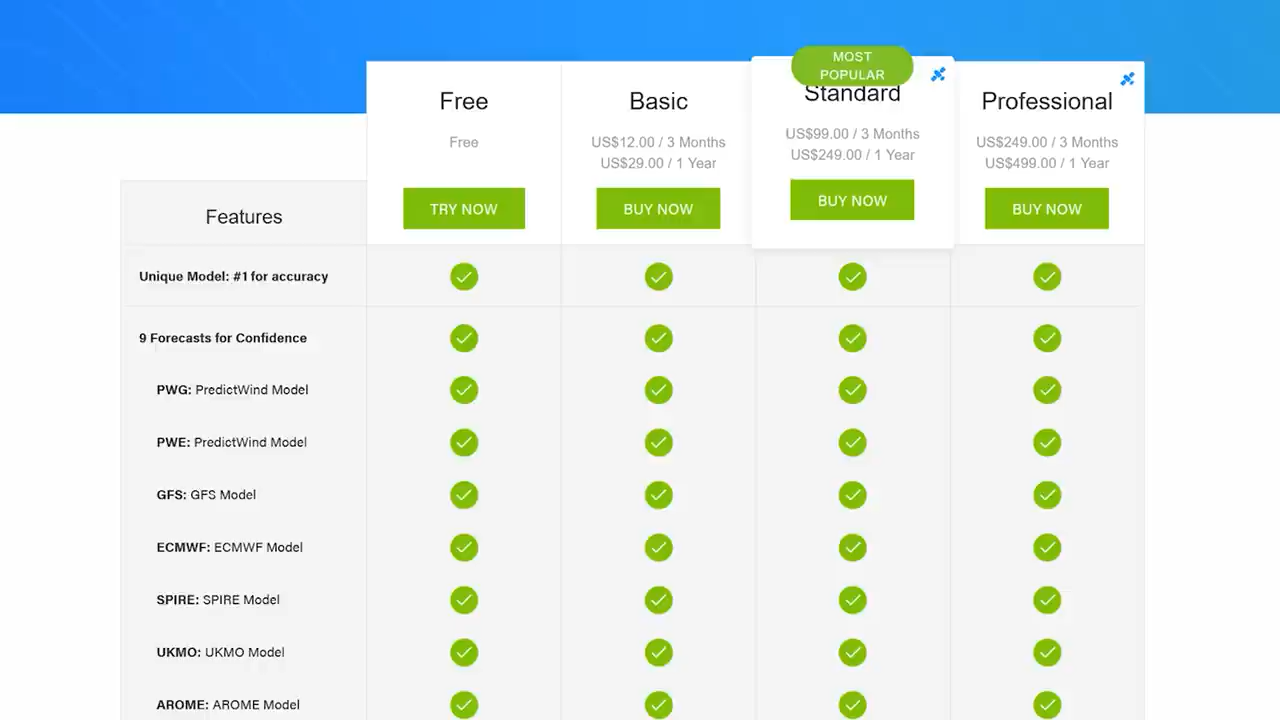 MOST
POPULAR
Free
Basic
Standard
Professional
Free
US$12.00 / 3 Months
US$29.00 / 1 Year
US$99.00 / 3 Months
US$249.00 / 1 Year
US$249.00 / 3 Months
US$499.00 / 1 Year
TRY NOW
BUY NOW
BUY NOW
BUY NOW
Features
Unique Model: #1 for accuracy
9 Forecasts for Confidence
PWG: PredictWind Model
PWE: PredictWind Model
GFS: GFS Model
ECMWF: ECMWF Model
SPIRE: SPIRE Model
UKMO: UKMO Model
AROME: AROME Model